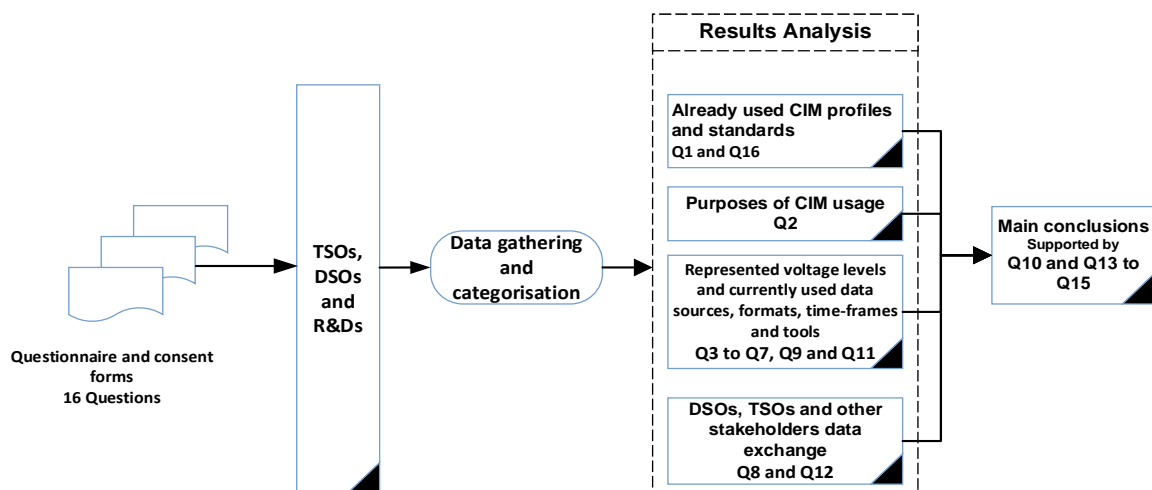 Questionnaire and consent
forms
16 Questions
TSOs,
DSOs
and
R&Ds
Data gathering
and
categorisation
Results Analysis
Already used CIM profiles
and standards
Q1 and Q16
Purposes of CIM usage
Q2
Represented voltage levels
and currently used data
sources, formats, time-frames
and tools
Q3 to Q7, Q9 and Q11
DSOs, TSOs and other
stakeholders data
exchange
Q8 and Q12
Main conclusions
Supported by
Q10 and Q13 to
Q15